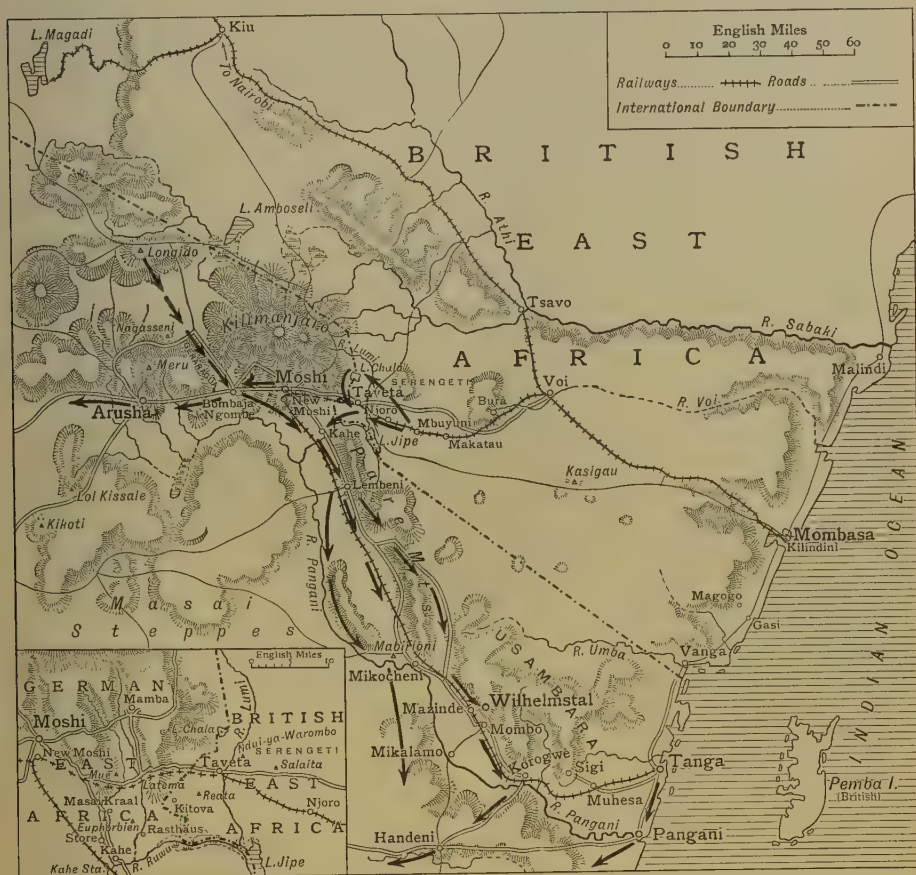 English Miles
0 10 20 30 40 50 60
Railways Roads
International Boundary
L. Magadi
Kiu
To Nairobi
BRITISH
R. Athi
EAST
L. Amboseli
Longido
Tsavo
Kilimanjaro
R. Sabaki
Nagasseni
R. Lumi
L. Chala
AFRICA
Malindi
Meru
Moshi
SERENGETI
Taveta
Voi
R. Voi
Bura
Arusha
Bombaja
Ngombe
New
Moshi
Njoro
Mbuyuni
Kahe
Makatau
L. Jipe
Kasigau
Lol Kissale
Pare
Lembeni
Kikoti
Mombasa
Kilindini
R. Pangani
Mts
Magogo
Masai
Steppes
Gasi
Mabirioni
USAMBARA
R. Umba
Vanga
Mikocheni
Wilhelmstal
Mazinde
Mombo
Mikalamo
Korogwe
Sigi
Tanga
Muhesa
R. Pangani
Handeni
Pangani
Pemba I.
(British)
INDIAN OCEAN
English Miles
GERMAN
Mamba
R. Lumi
BRITISH
Moshi
L. Chala
Ndui-ya-Warombo
SERENGETI
New Moshi
EAST
Taveta
Salaita
Mue
Latema
EAST
Masai Kraal
Reata
Kitova
Njoro
AFRICA
Euphorbien
Rasthaus
AFRICA
Store
Kahe
R. Ruwu
Kahe Sta.
L. Jipe